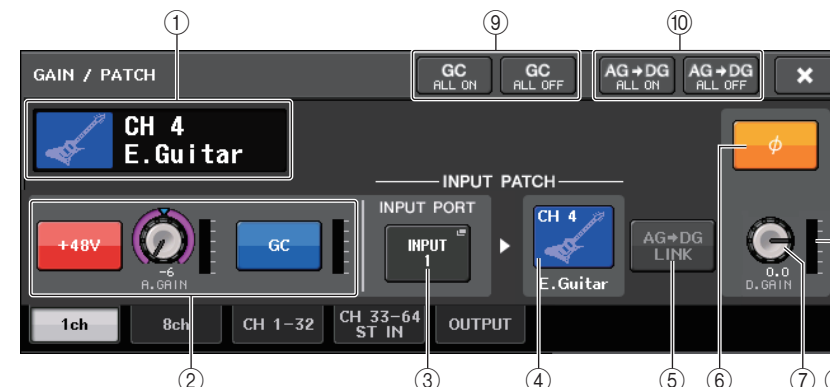 ① ⑨ ⑩
GAIN / PATCH
GC
ALL ON
GC
ALL OFF
AG➔DG
ALL ON
AG➔DG
ALL OFF
×
CH 4
E.Guitar
φ
INPUT PATCH
INPUT PORT
+48V
-6
A.GAIN
GC
INPUT
1
CH 4
E.Guitar
AG➔DG
LINK
0.0
D.GAIN
1ch
8ch
CH 1-32
CH 33-64
ST IN
OUTPUT
② ③ ④ ⑤ ⑥ ⑦